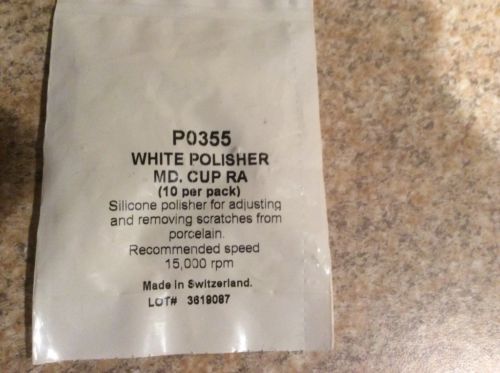 P0355
WHITE POLISHER
MD. CUP RA
(10 per pack)
Silicone polisher for adjusting
and removing scratches from
porcelain.
Recommended speed
15,000 rpm
Made in Switzerland.
LOT# 3619087